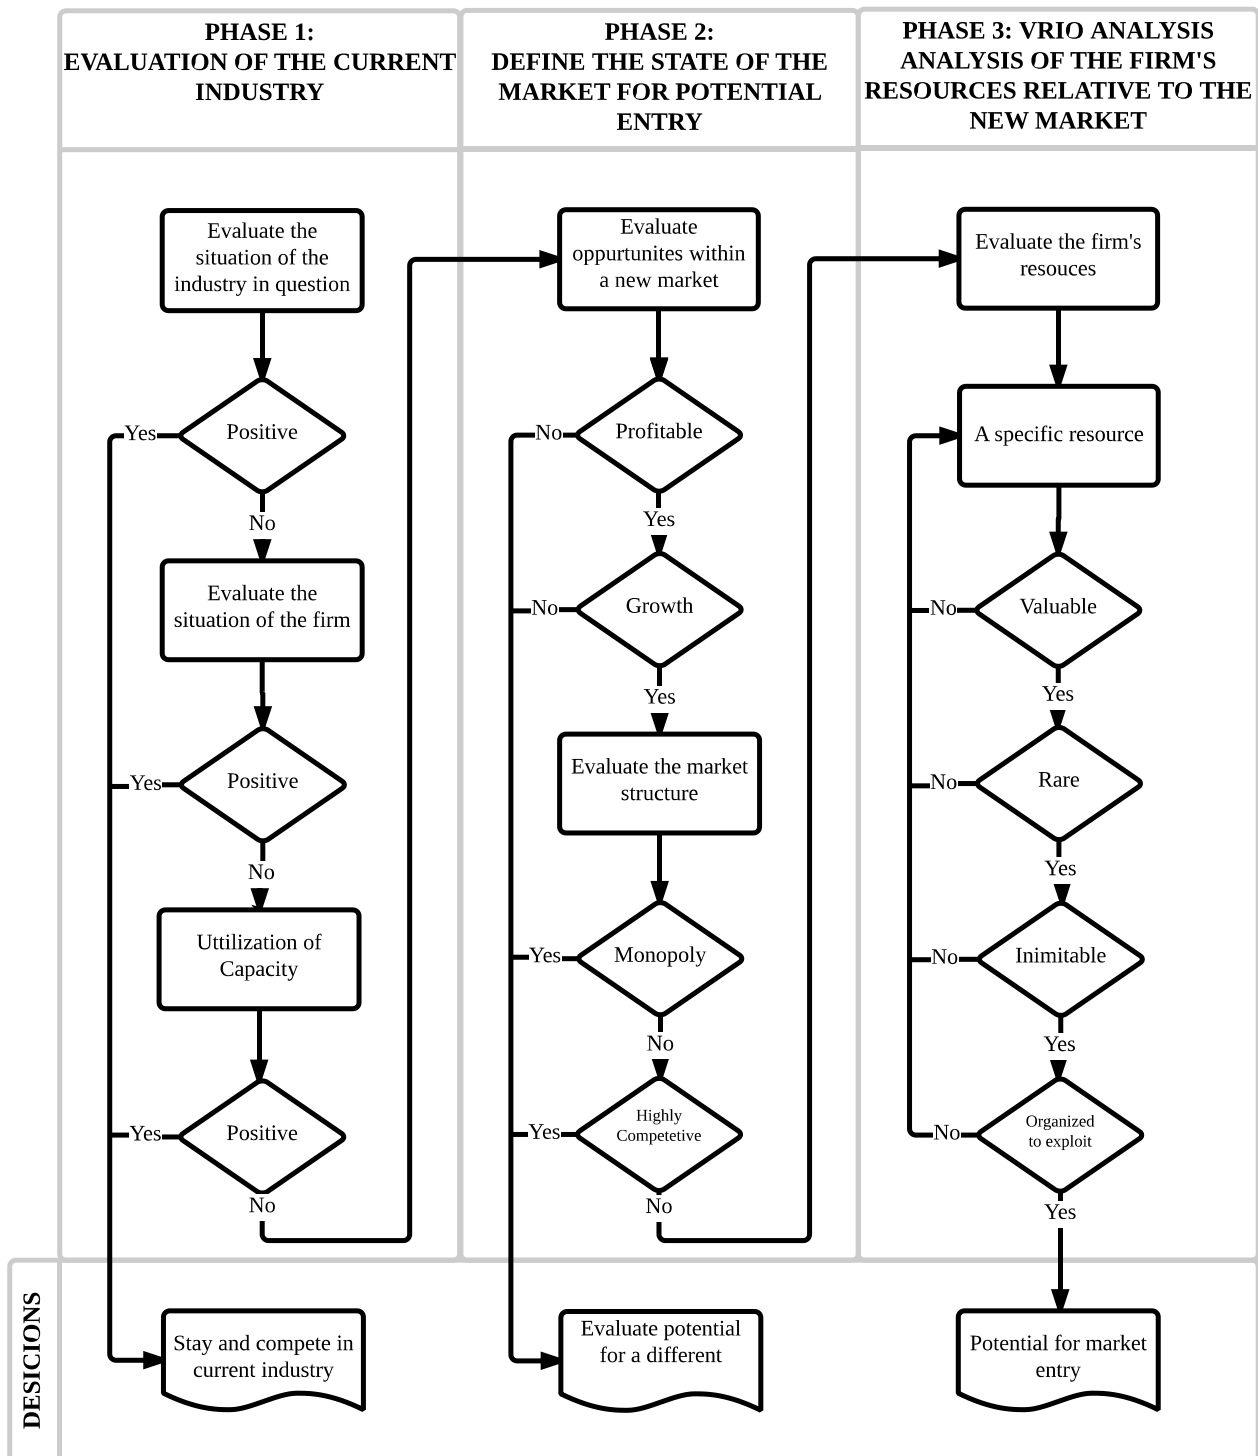 PHASE 1:
EVALUATION OF THE CURRENT
INDUSTRY
PHASE 2:
DEFINE THE STATE OF THE
MARKET FOR POTENTIAL
ENTRY
PHASE 3: VRIO ANALYSIS
ANALYSIS OF THE FIRM'S
RESOURCES RELATIVE TO THE
NEW MARKET
Evaluate the
situation of the
industry in question
Positive
Yes
No
Evaluate the
situation of the firm
Positive
Yes
No
Uttilization of
Capacity
Positive
Yes
No
Evaluate
oppurtunites within
a new market
Profitable
No
Yes
Growth
No
Yes
Evaluate the market
structure
Monopoly
Yes
No
Highly
Competetive
Yes
No
Evaluate the firm's
resouces
A specific resource
Valuable
No
Yes
Rare
No
Yes
Inimitable
No
Yes
Organized
to exploit
No
Yes
DESICIONS
Stay and compete in
current industry
Evaluate potential
for a different
Potential for market
entry